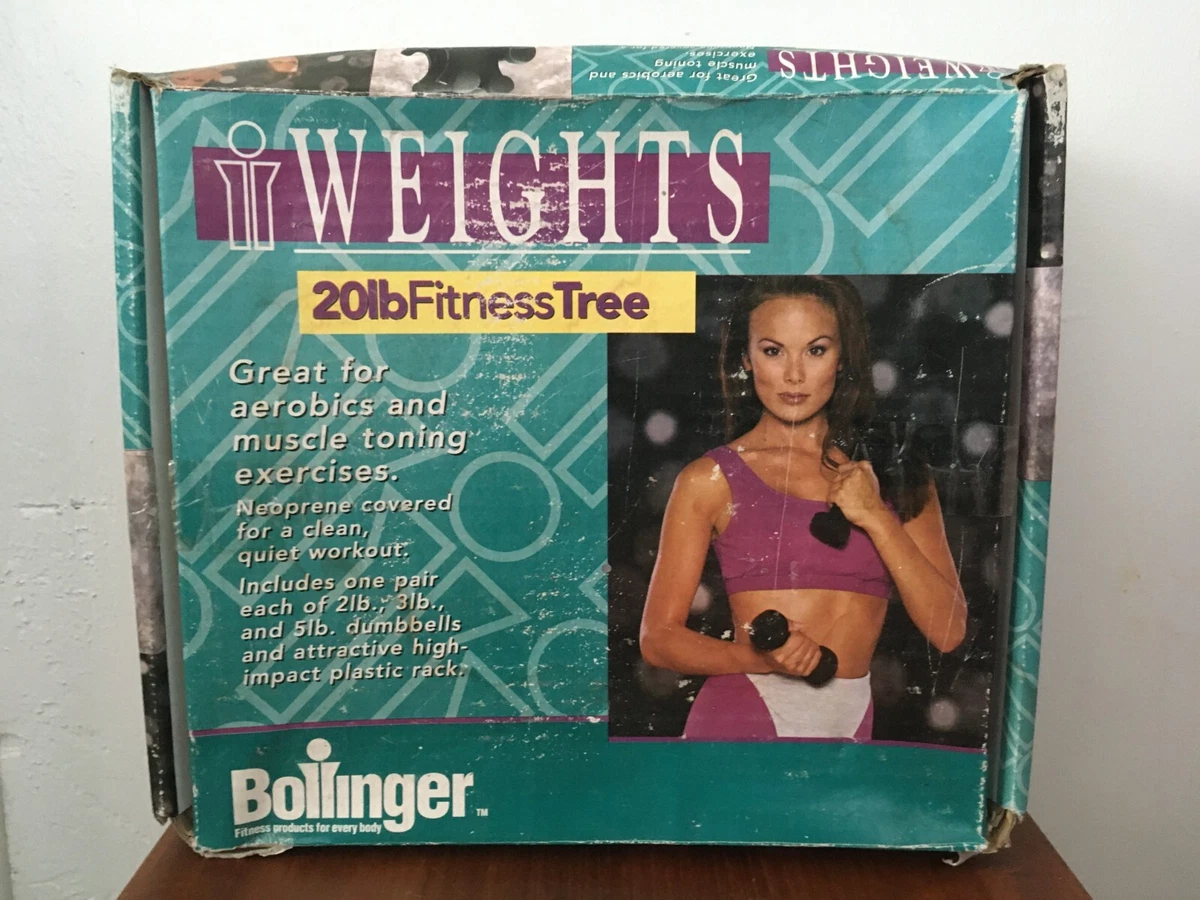 WEIGHTS
exercises.
muscle toning
Great for aerobics and
WEIGHTS
20lbFitnessTree
Great for
aerobics and
muscle toning
exercises.
Neoprene covered
for a clean,
quiet workout.
Includes one pair
each of 2lb., 3lb.,
and 5lb. dumbbells
and attractive high-
impact plastic rack.
Bollinger™
Fitness products for every body